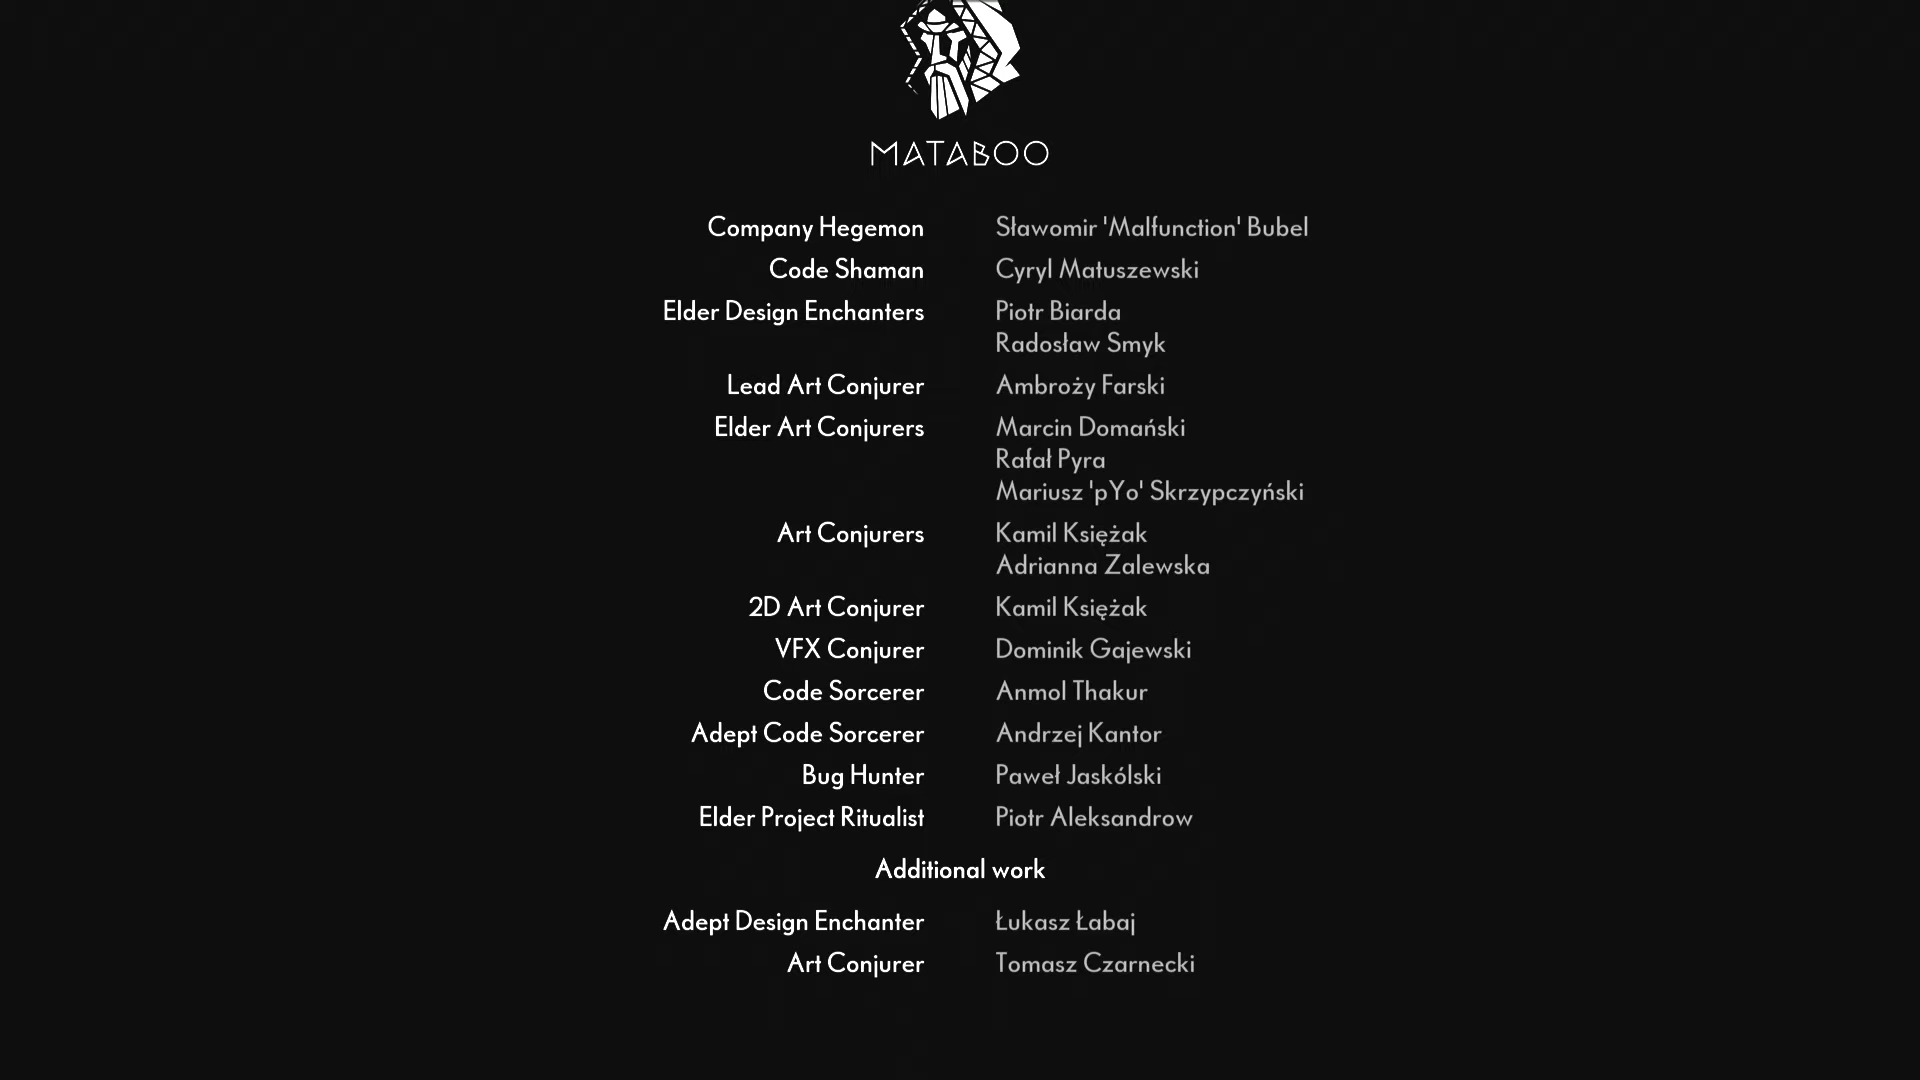 MATABOO
Company Hegemon Sławomir 'Malfunction' Bubel
Code Shaman Cyryl Matuszewski
Elder Design Enchanters Piotr Biarda
Radosław Smyk
Lead Art Conjurer Ambroży Farski
Elder Art Conjurers Marcin Domański
Rafał Pyra
Mariusz 'pYo' Skrzypczyński
Art Conjurers Kamil Księżak
Adrianna Zalewska
2D Art Conjurer Kamil Księżak
VFX Conjurer Dominik Gajewski
Code Sorcerer Anmol Thakur
Adept Code Sorcerer Andrzej Kantor
Bug Hunter Paweł Jaskólski
Elder Project Ritualist Piotr Aleksandrow
Additional work
Adept Design Enchanter Łukasz Łabaj
Art Conjurer Tomasz Czarnecki